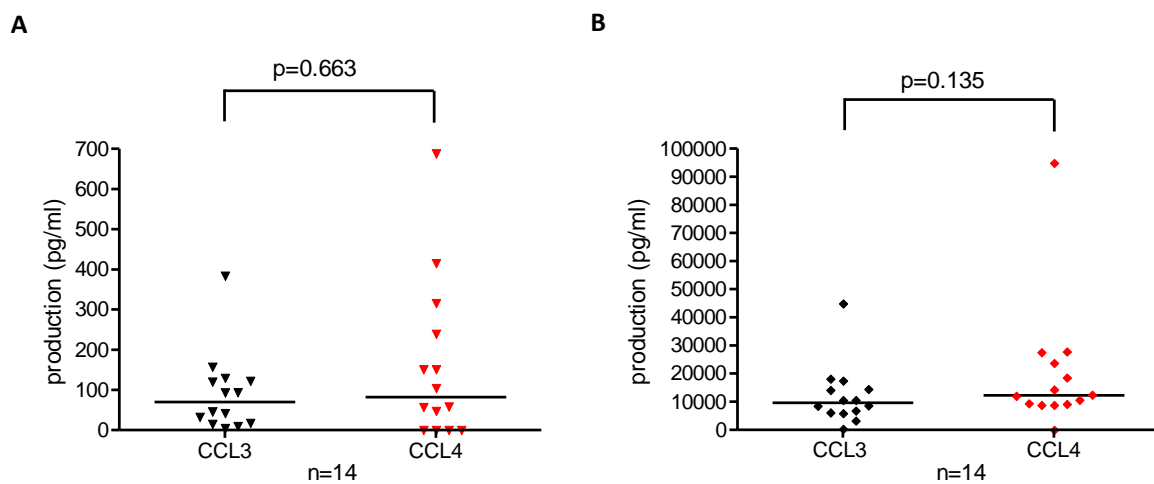 A
p=0.663
production (pg/ml)
700
600
500
400
300
200
100
0
CCL3
CCL4
n=14
B
p=0.135
production (pg/ml)
100000
90000
80000
70000
60000
50000
40000
30000
20000
10000
0
CCL3
CCL4
n=14